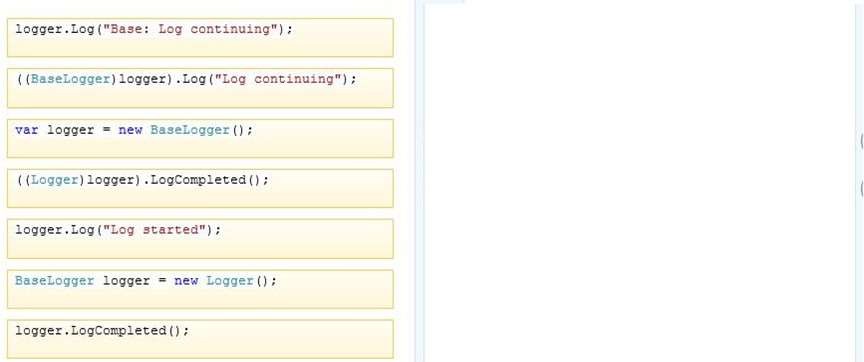 logger.Log("Base: Log continuing");
((BaseLogger)logger).Log("Log continuing");
var logger = new BaseLogger();
((Logger)logger).LogCompleted();
logger.Log("Log started");
BaseLogger logger = new Logger();
logger.LogCompleted();